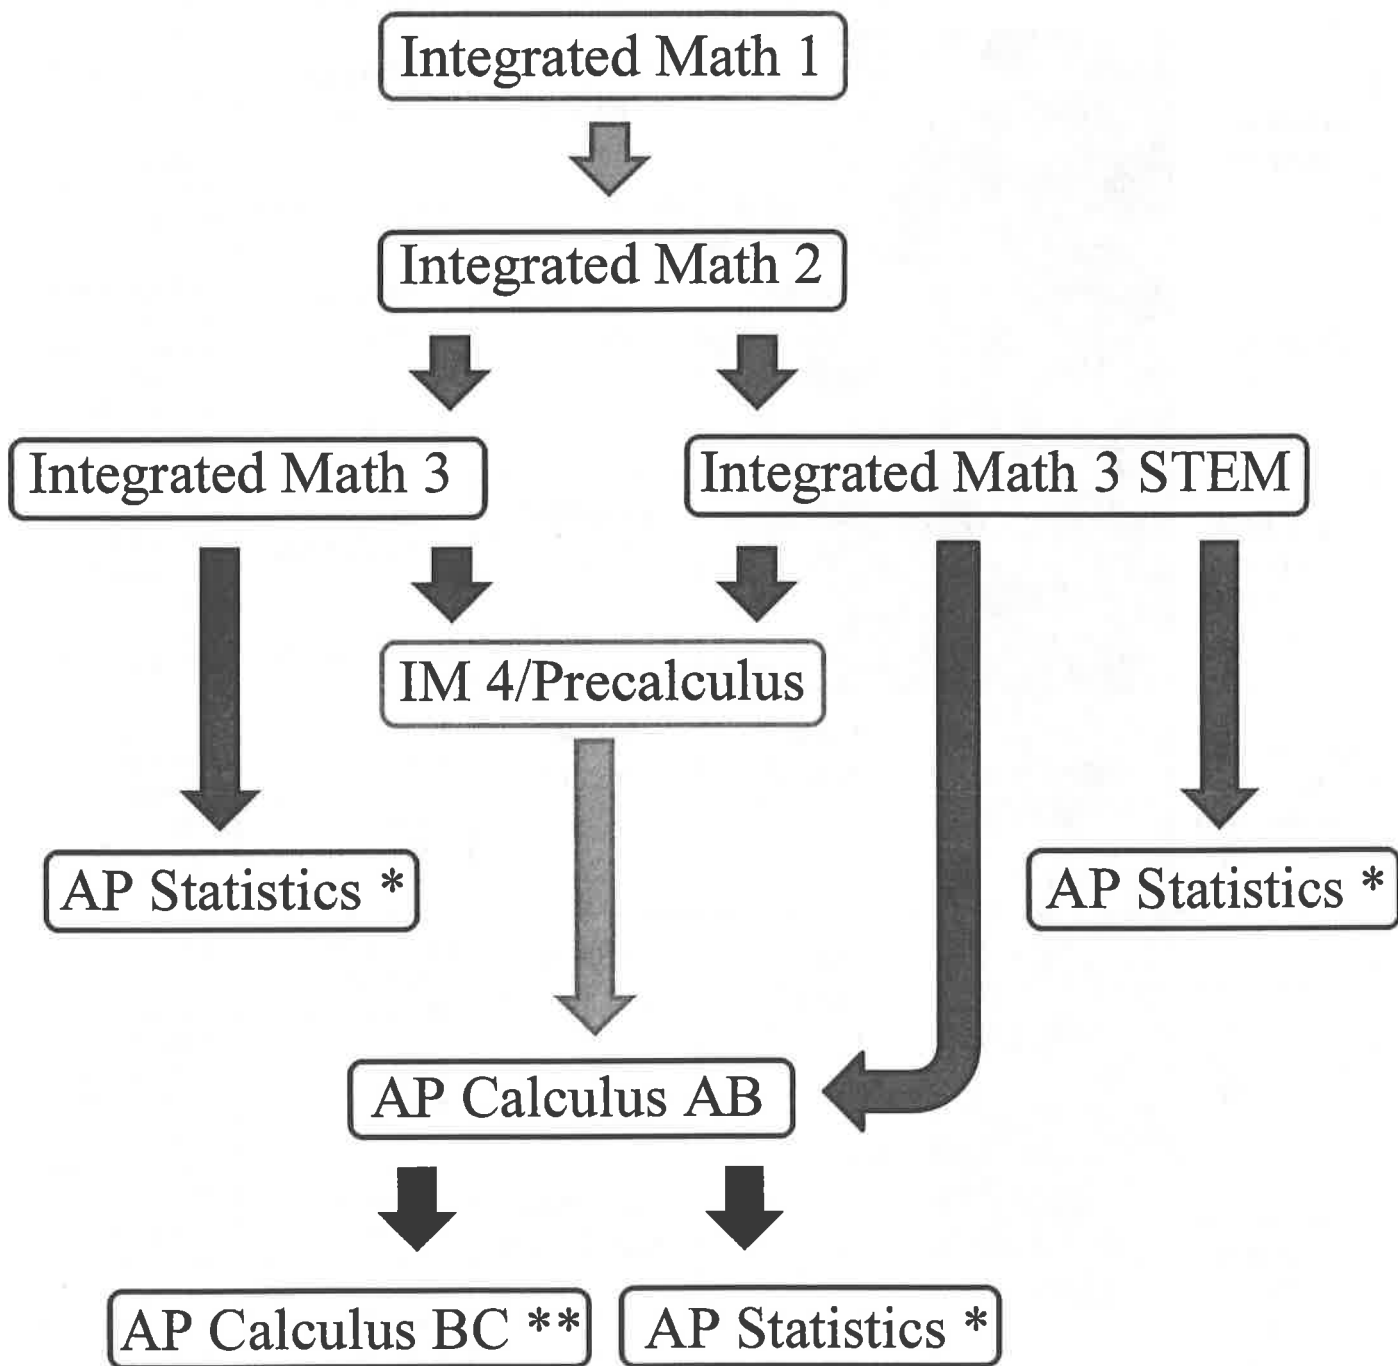 Integrated Math 1
Integrated Math 2
Integrated Math 3
Integrated Math 3 STEM
IM 4/Precalculus
AP Statistics *
AP Statistics *
AP Calculus AB
AP Calculus BC **
AP Statistics *